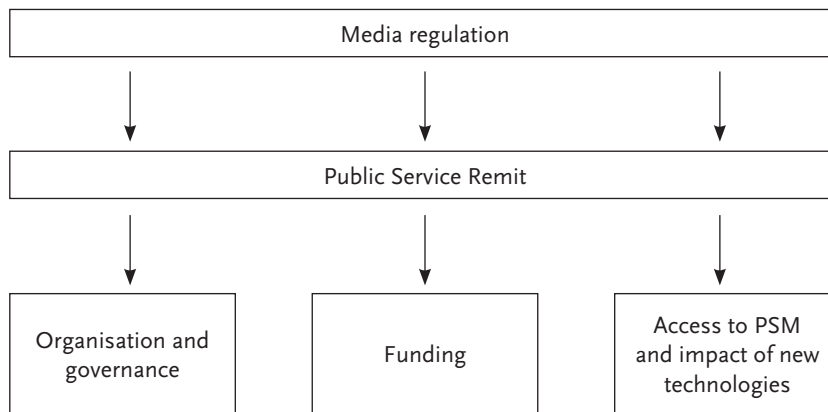 Media regulation
Public Service Remit
Organisation and
governance
Funding
Access to PSM
and impact of new
technologies